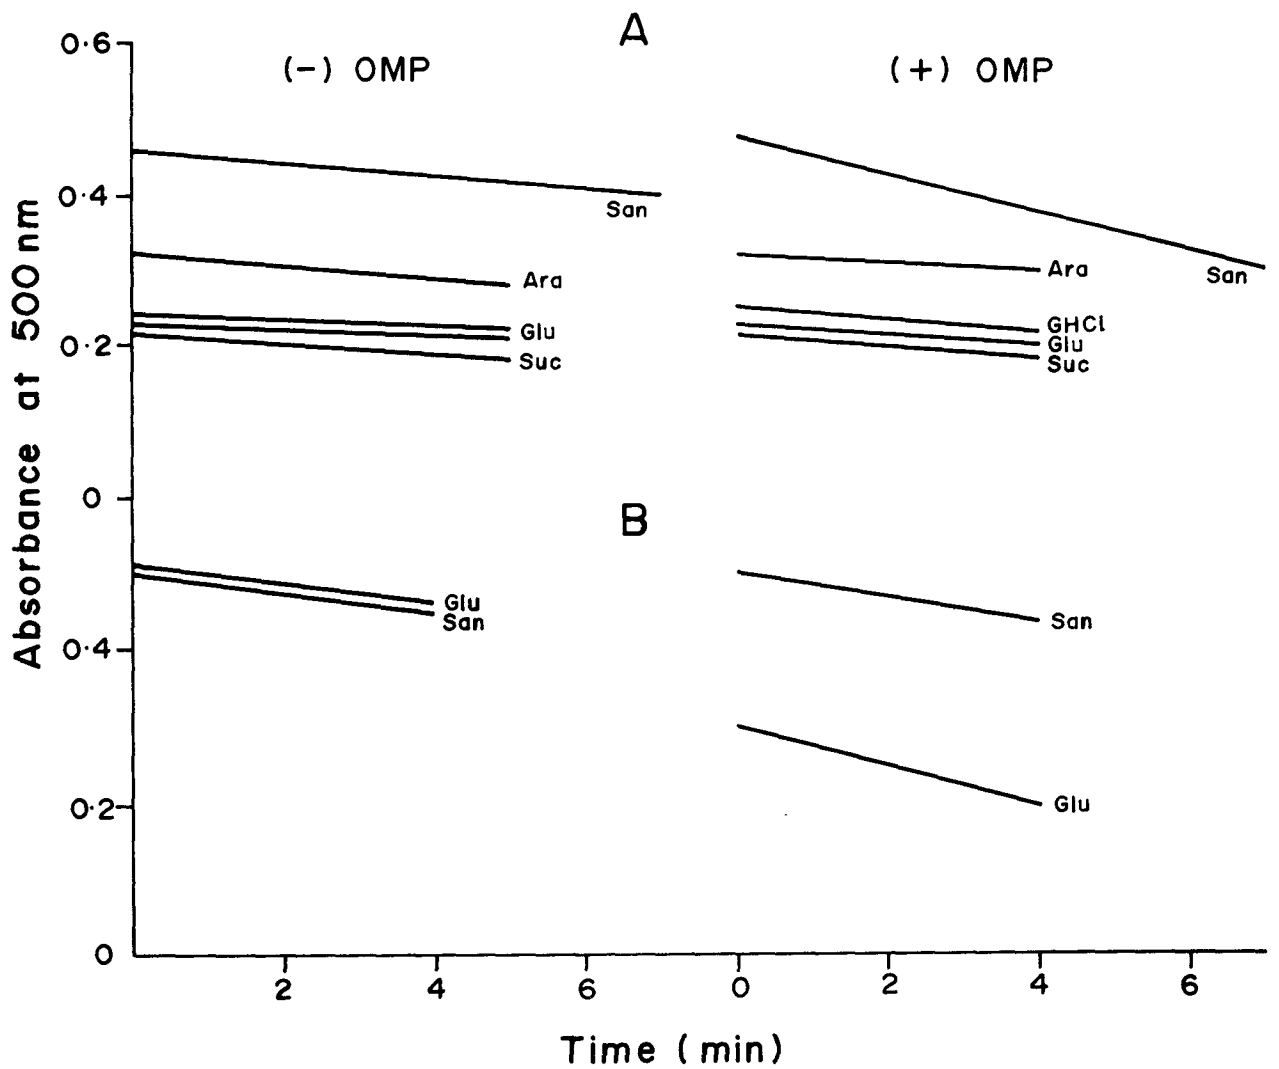 A
(-) OMP
(+) OMP
0·6
0·4
0·2
0
San
Ara
Glu
Suc
San
Ara
GHCl
Glu
Suc
B
0·4
0·2
0
Glu
San
San
Glu
2
4
6
0
2
4
6
Absorbance at 500 nm
Time (min)